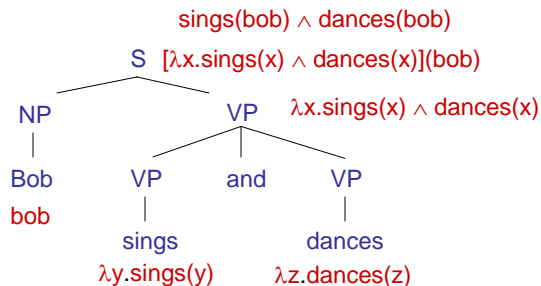 sings(bob) ∧ dances(bob)
S [λx.sings(x) ∧ dances(x)](bob)
NP VP λx.sings(x) ∧ dances(x)
Bob VP and VP
bob
sings dances
λy.sings(y) λz.dances(z)